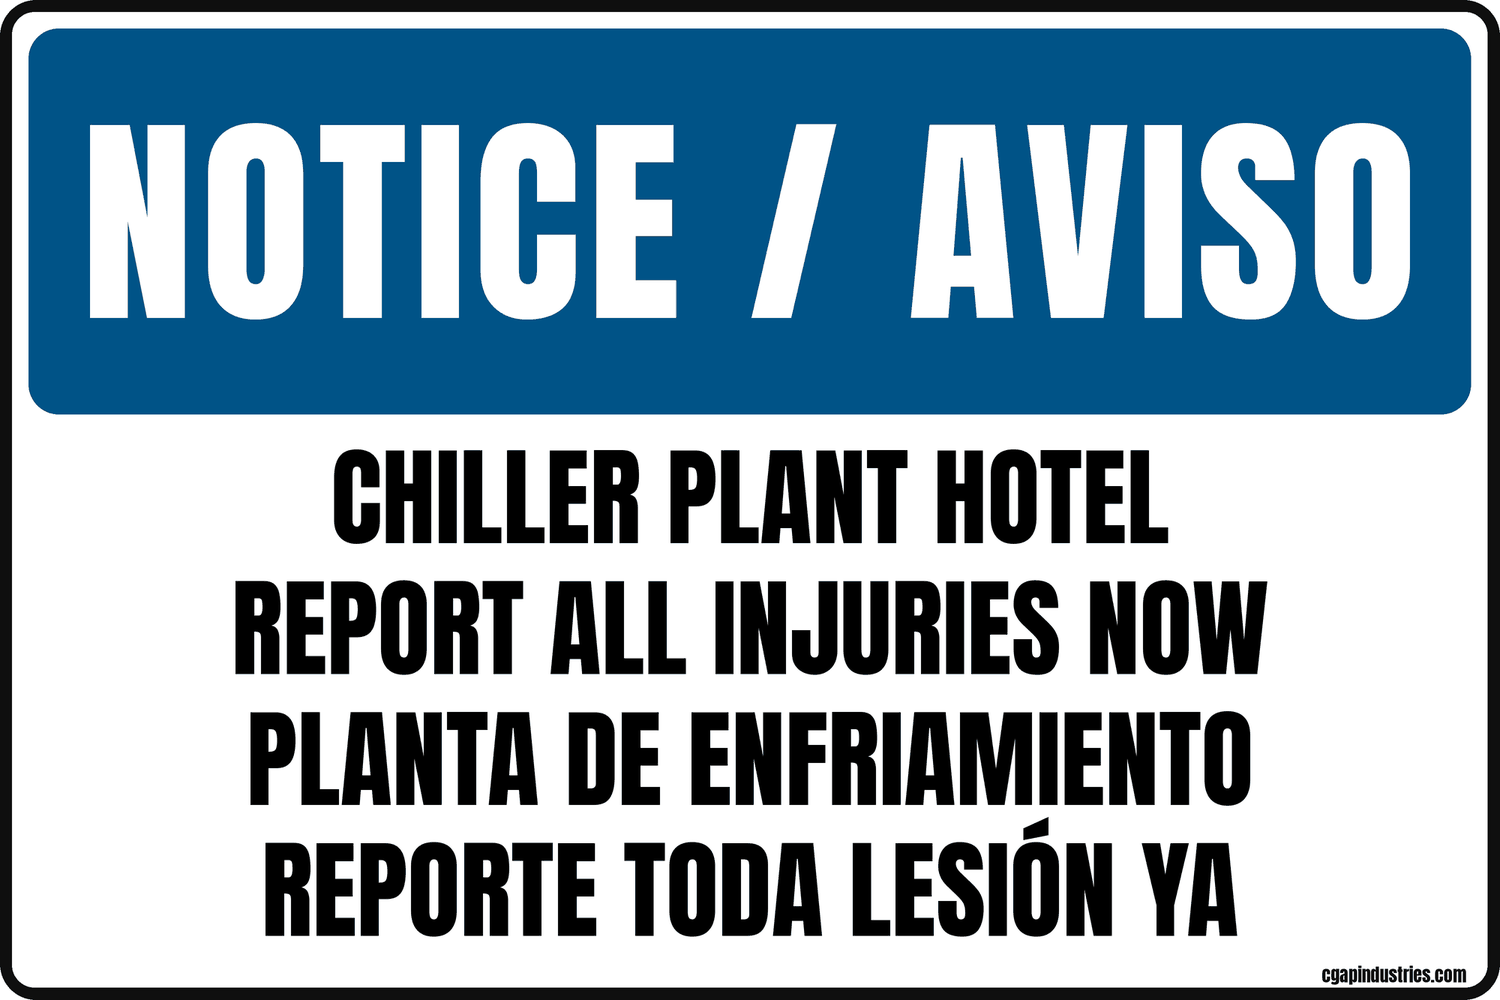 NOTICE / AVISO
CHILLER PLANT HOTEL
REPORT ALL INJURIES NOW
PLANTA DE ENFRIAMIENTO
REPORTE TODA LESIÓN YA
cgapindustries.com